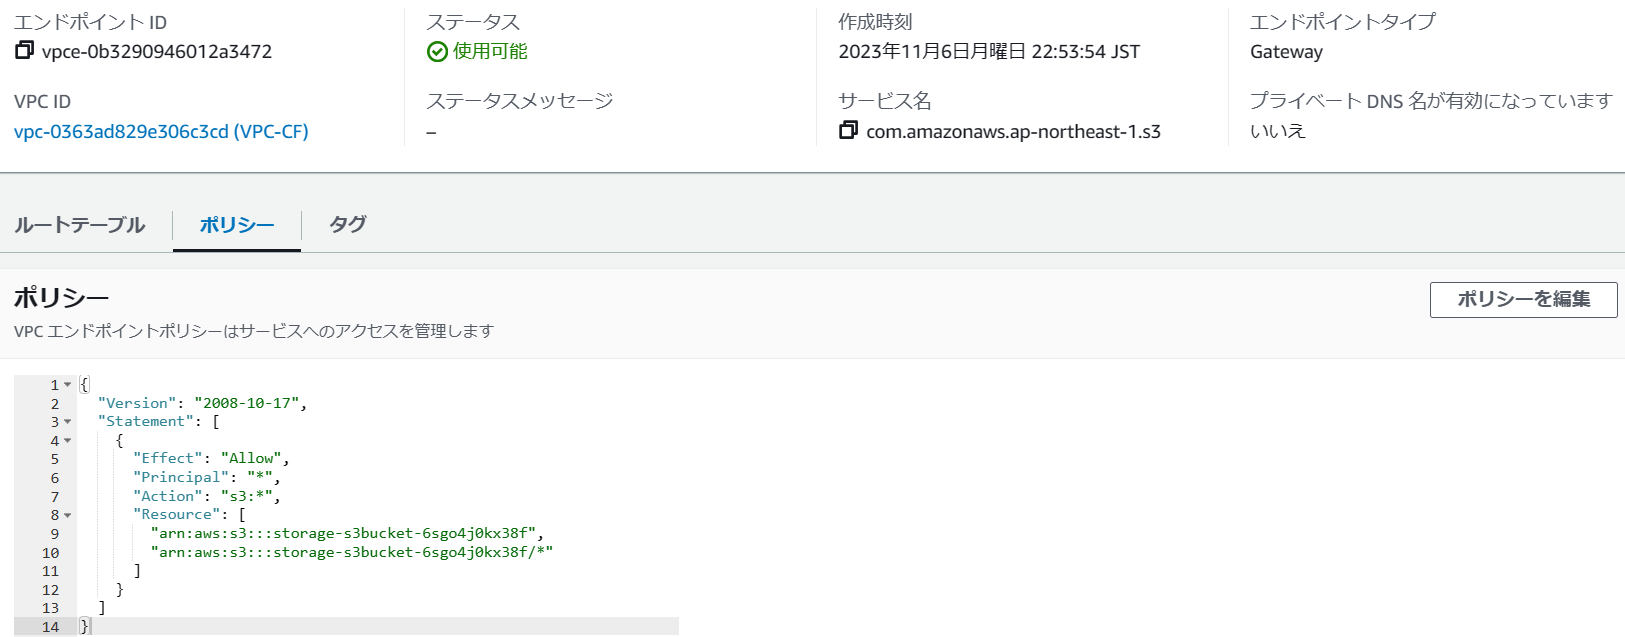 エンドポイント ID
vpce-0b3290946012a3472
ステータス
使用可能
作成時刻
2023年11月6日月曜日 22:53:54 JST
エンドポイントタイプ
Gateway
VPC ID
vpc-0363ad829e306c3cd (VPC-CF)
ステータスメッセージ
–
サービス名
com.amazonaws.ap-northeast-1.s3
プライベート DNS 名が有効になっています
いいえ
ルートテーブル
ポリシー
タグ
ポリシー
ポリシーを編集
VPC エンドポイントポリシーはサービスへのアクセスを管理します
1 {
2 "Version": "2008-10-17",
3 "Statement": [
4 {
5 "Effect": "Allow",
6 "Principal": "*",
7 "Action": "s3:*",
8 "Resource": [
9 "arn:aws:s3:::storage-s3bucket-6sgo4j0kx38f",
10 "arn:aws:s3:::storage-s3bucket-6sgo4j0kx38f/*"
11 ]
12 }
13 ]
14 }